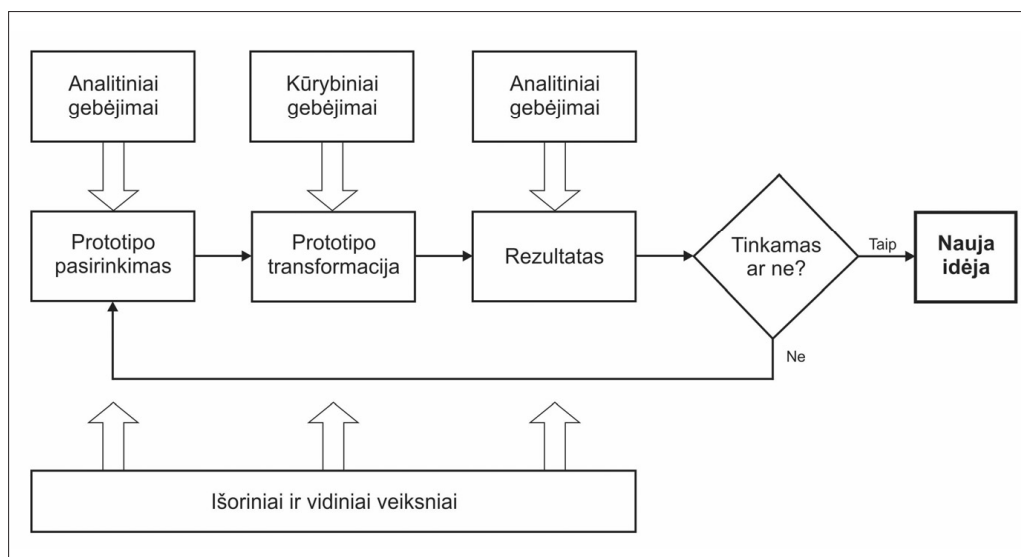 Analitiniai
gebėjimai
Kūrybiniai
gebėjimai
Analitiniai
gebėjimai
Prototipo
pasirinkimas
Prototipo
transformacija
Rezultatas
Tinkamas
ar ne?
Taip
Nauja
idėja
Ne
Išoriniai ir vidiniai veiksniai